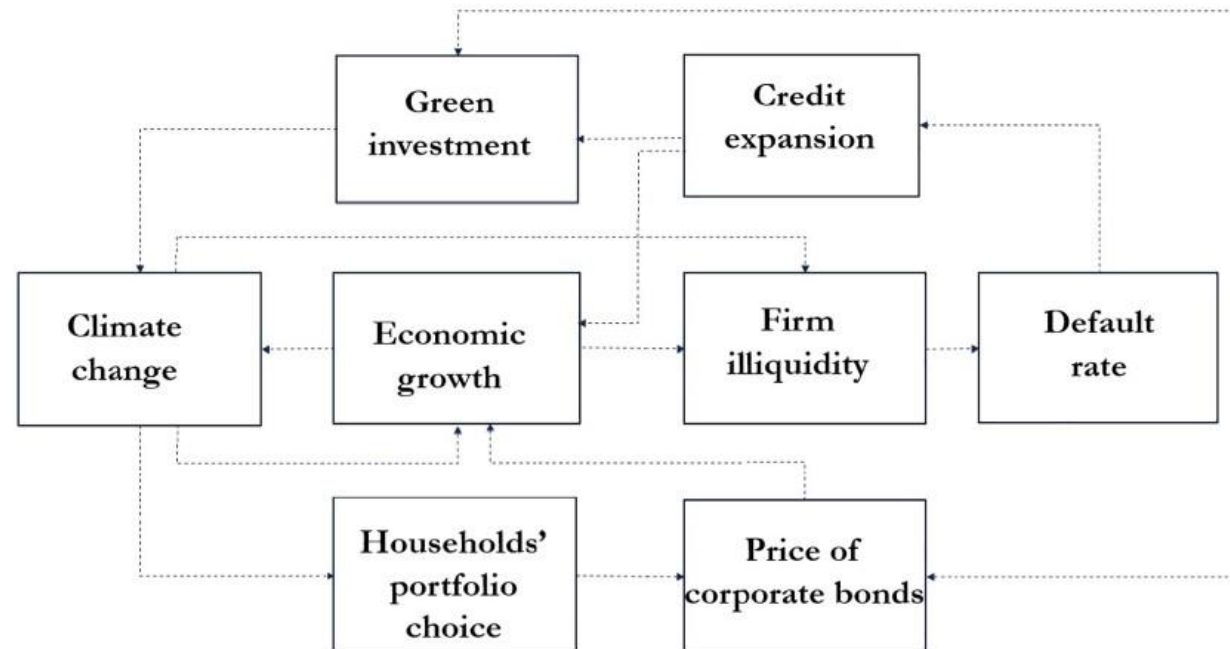 Green
investment
Credit
expansion
Climate
change
Economic
growth
Firm
illiquidity
Default
rate
Households’
portfolio
choice
Price of
corporate bonds